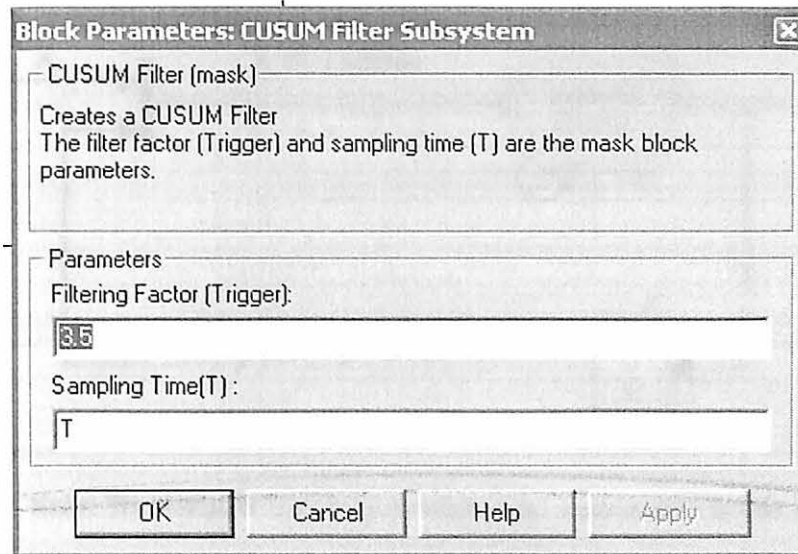 Block Parameters: CUSUM Filter Subsystem
CUSUM Filter (mask)
Creates a CUSUM Filter
The filter factor (Trigger) and sampling time (T) are the mask block
parameters.
Parameters
Filtering Factor (Trigger):
3.5
Sampling Time(T) :
T
OK
Cancel
Help
Apply